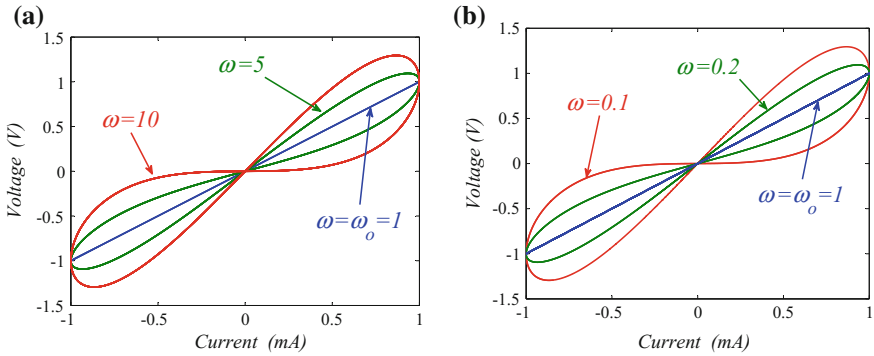 (a)
1.5
1
0.5
0
-0.5
-1
-1.5
Voltage (V)
-1
-0.5
0
0.5
1
Current (mA)
ω=5
ω=10
ω=ωo=1
(b)
1.5
1
0.5
0
-0.5
-1
-1.5
Voltage (V)
-1
-0.5
0
0.5
1
Current (mA)
ω=0.2
ω=0.1
ω=ωo=1